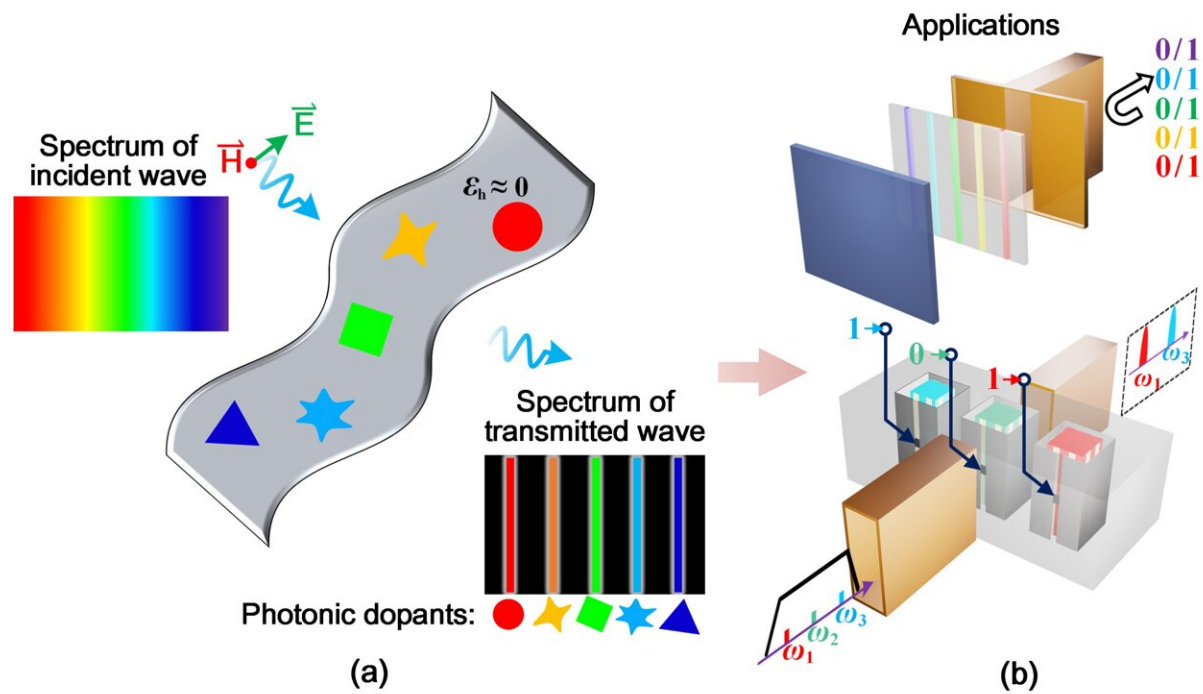 Spectrum of
incident wave
H
E
εh ≈ 0
Spectrum of
transmitted wave
Photonic dopants:
(a)
Applications
0/1
0/1
0/1
0/1
0/1
1
0
1
ω1
ω3
ω1
ω2
ω3
(b)